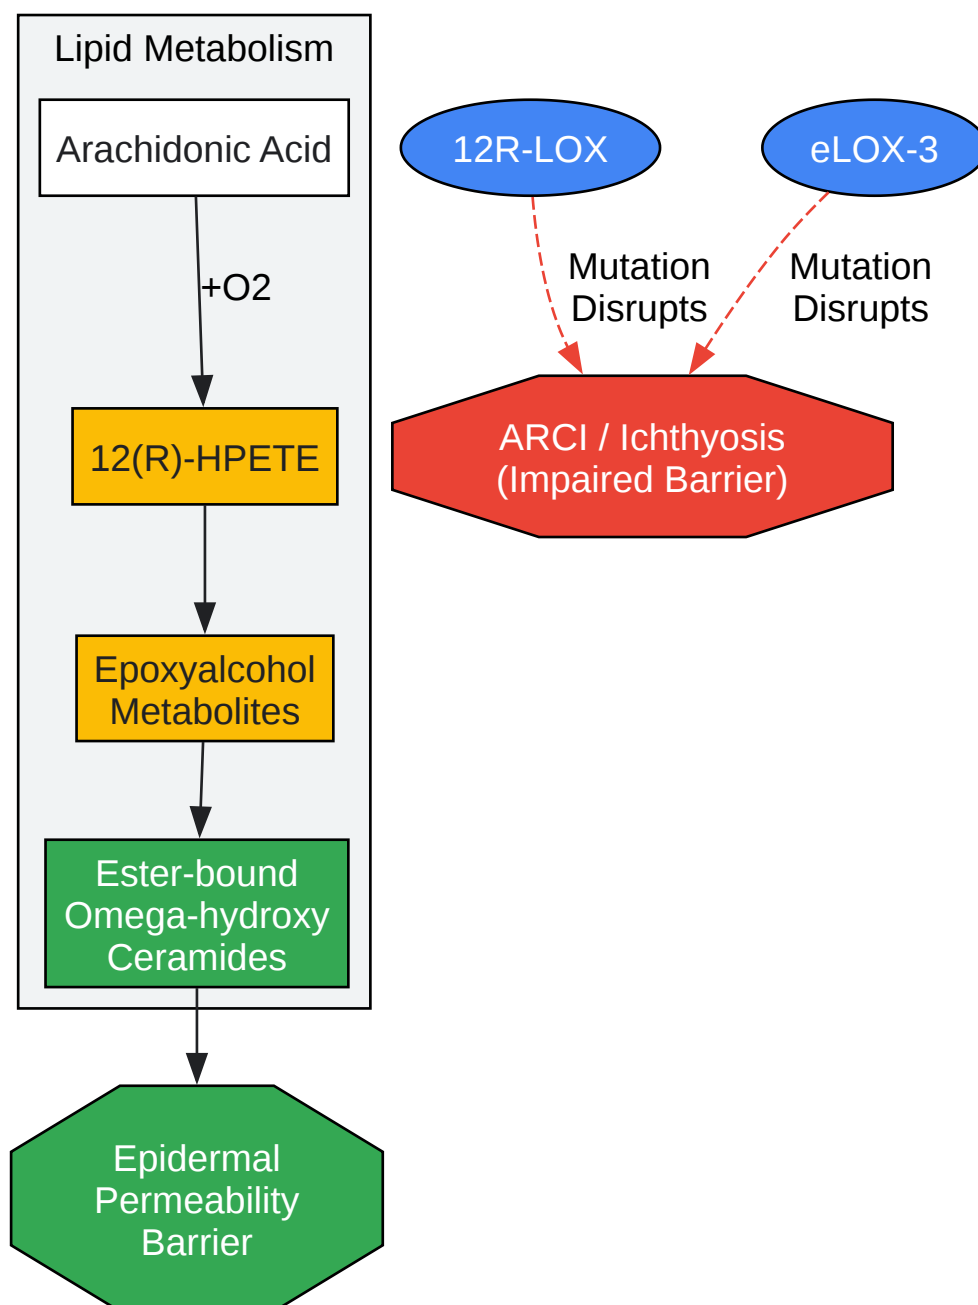 Lipid Metabolism
Arachidonic Acid
+O2
12(R)-HPETE
Epoxyalcohol
Metabolites
Ester-bound
Omega-hydroxy
Ceramides
Epidermal
Permeability
Barrier
12R-LOX
eLOX-3
Mutation
Disrupts
Mutation
Disrupts
ARCI / Ichthyosis
(Impaired Barrier)